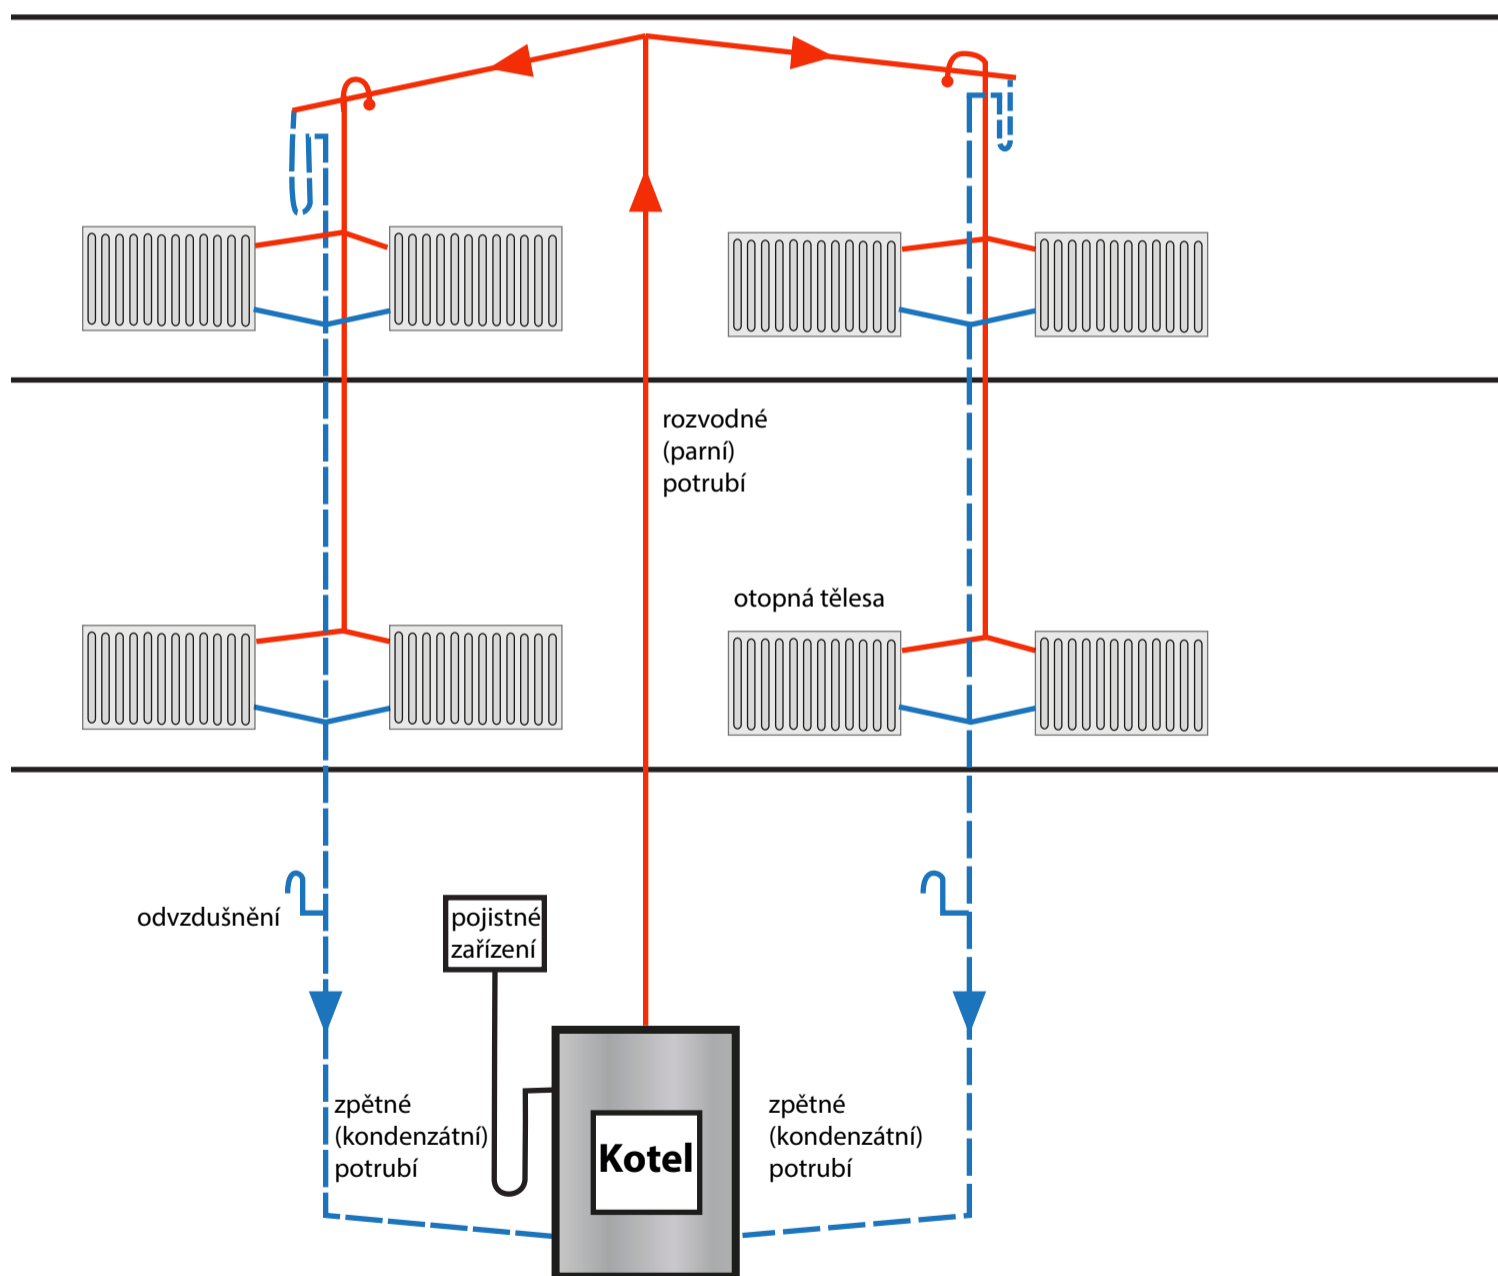 rozvodné
(parní)
potrubí
otopná tělesa
odvzdušnění
pojistné
zařízení
zpětné
(kondenzátní)
potrubí
Kotel
zpětné
(kondenzátní)
potrubí